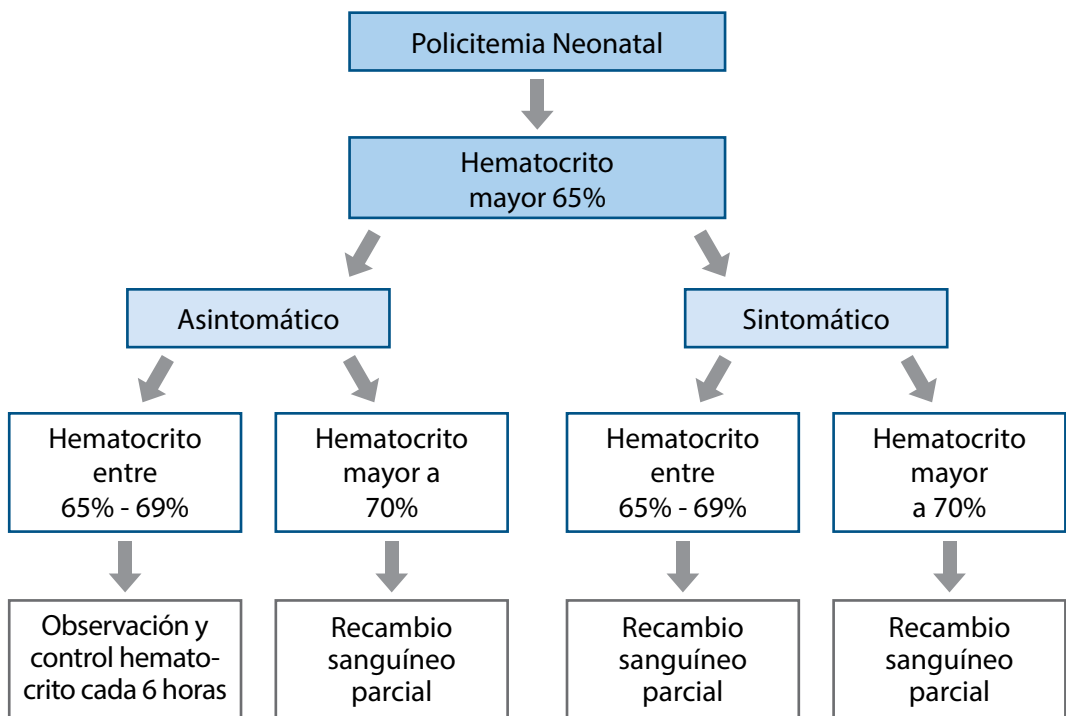 Policitemia Neonatal
Hematocrito
mayor 65%
Asintomático
Sintomático
Hematocrito
entre
65% - 69%
Hematocrito
mayor a
70%
Hematocrito
entre
65% - 69%
Hematocrito
mayor
a 70%
Observación y
control hemato-
crito cada 6 horas
Recambio
sanguíneo
parcial
Recambio
sanguíneo
parcial
Recambio
sanguíneo
parcial